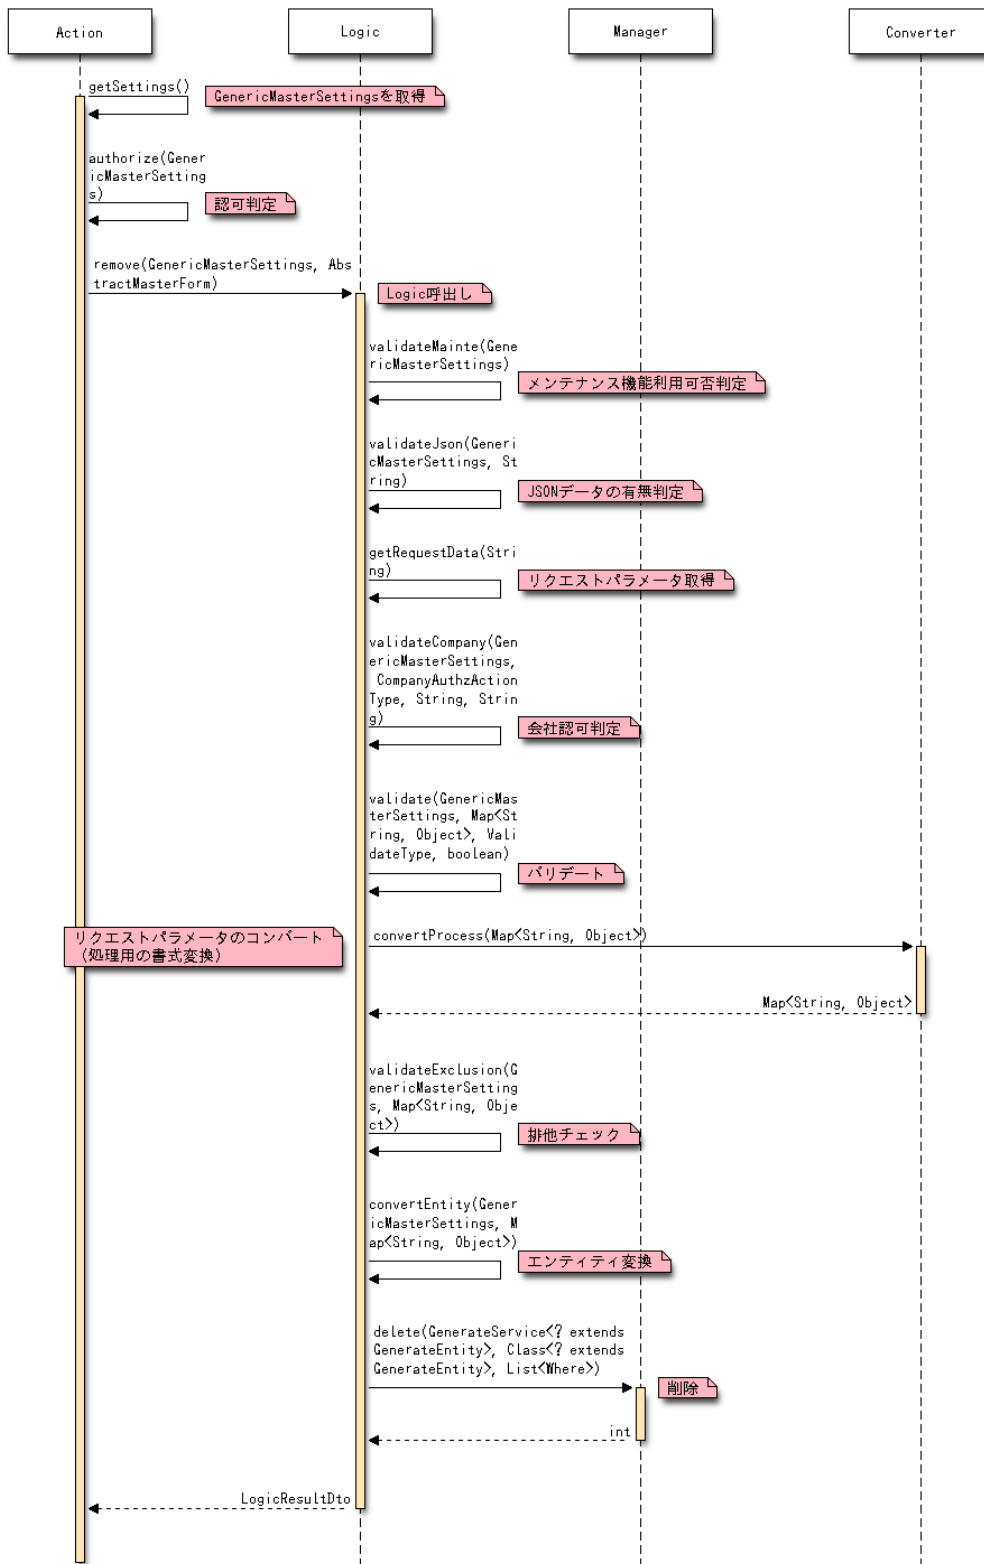 Action
Logic
Manager
Converter
getSettings()
GenericMasterSettingsを取得
authorize(Gener
icMasterSetting
s)
認可判定
remove(GenericMasterSettings, Abs
tractMasterForm)
Logic呼出し
validateMainte(Gene
ricMasterSettings)
メンテナンス機能利用可否判定
validateJson(Generi
cMasterSettings, St
ring)
JSONデータの有無判定
getRequestData(Stri
ng)
リクエストパラメータ取得
validateCompany(Gen
ericMasterSettings,
CompanyAuthzAction
Type, String, Strin
g)
会社認可判定
validate(GenericMas
terSettings, Map<St
ring, Object>, Vali
dateType, boolean)
バリデート
リクエストパラメータのコンバート
（処理用の書式変換）
convertProcess(Map<String, Object>)
Map<String, Object>
validateExclusion(G
enericMasterSetting
s, Map<String, Obje
ct>)
排他チェック
convertEntity(Gener
icMasterSettings, M
ap<String, Object>)
エンティティ変換
delete(GenerateService<? extends
GenerateEntity>, Class<? extends
GenerateEntity>, List<Where>)
削除
int
LogicResultDto